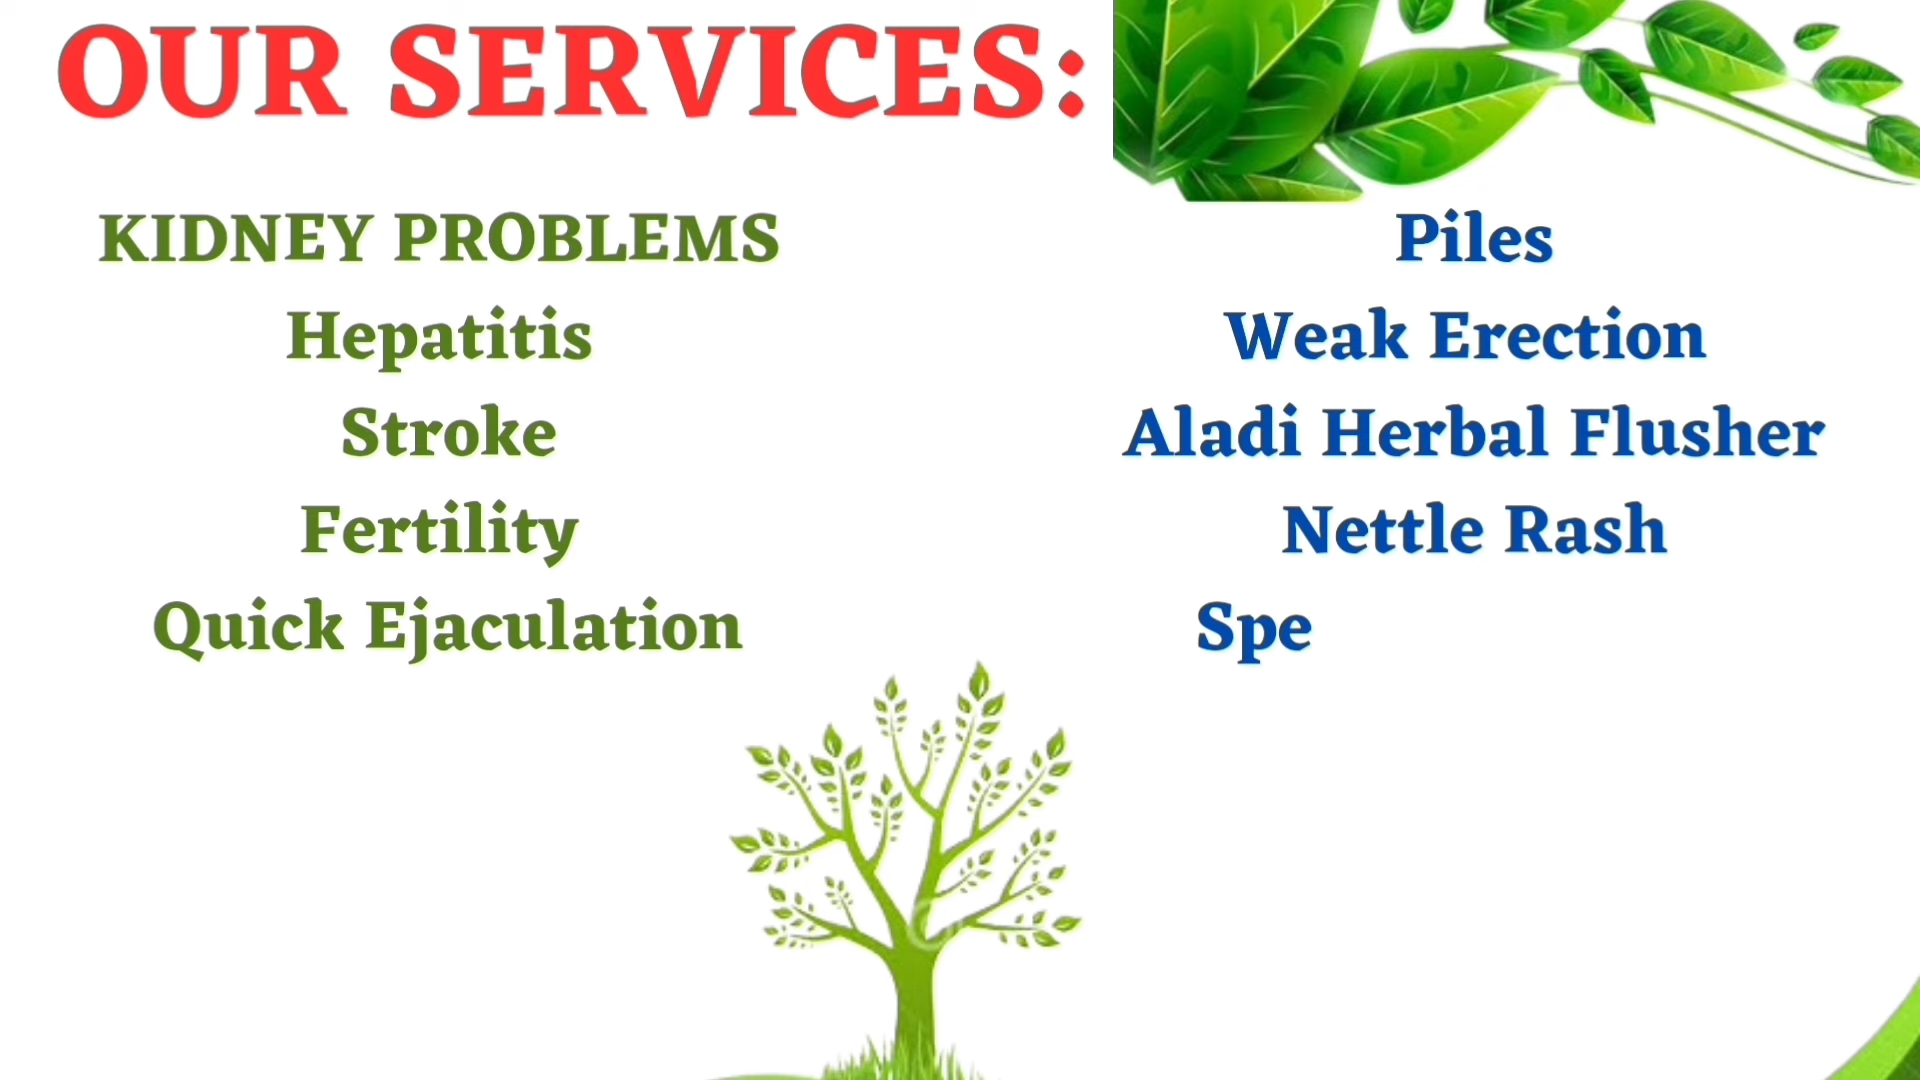 OUR SERVICES:
KIDNEY PROBLEMS
Hepatitis
Stroke
Fertility
Quick Ejaculation
Piles
Weak Erection
Aladi Herbal Flusher
Nettle Rash
Spe